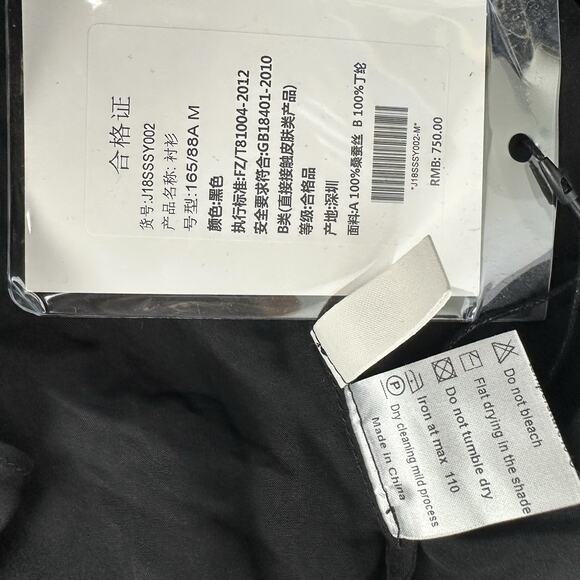 合格证
货号:J18SSSY002
产品名称: 衬衫
号型:165/88A M
颜色:黑色
执行标准:FZ/T81004-2012
安全要求符合:GB18401-2010
B类(直接接触皮肤类产品)
等级:合格品
产地:深圳
面料:A 100%桑蚕丝 B 100%丁纶
*J18SSSY002-M*
RMB: 750.00
Do not bleach
Flat drying in the shade
Do not tumble dry
Iron at max 110
P
Dry cleaning mild process
Made in China